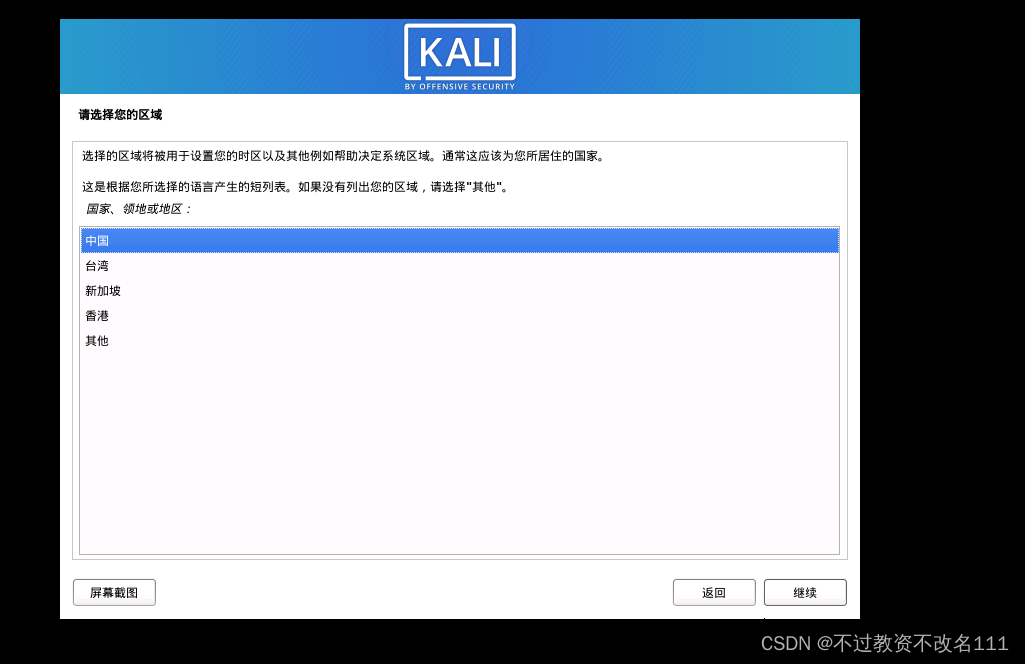 KALI
BY OFFENSIVE SECURITY
请选择您的区域
选择的区域将被用于设置您的时区以及其他例如帮助决定系统区域。通常这应该为您所居住的国家。
这是根据您所选择的语言产生的短列表。如果没有列出您的区域，请选择"其他"。
国家、领地或地区：
中国
台湾
新加坡
香港
其他
屏幕截图
返回
继续
CSDN @不过教资不改名111